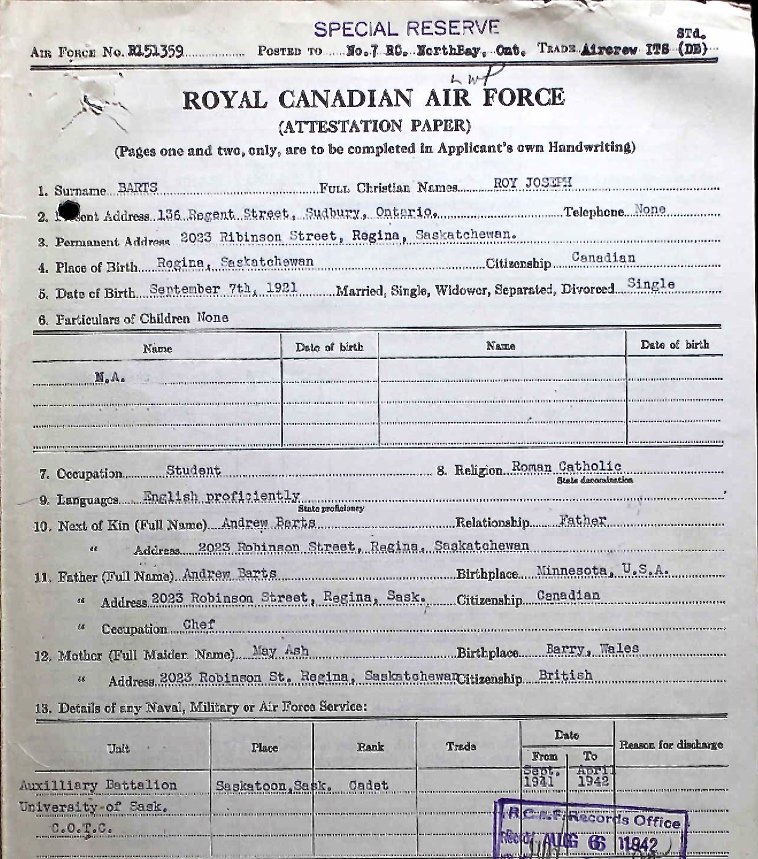 SPECIAL RESERVE
STd.
AIR FORCE No. R151359 POSTED TO No.7 RC. NorthBay, Ont. TRADE Aircrew ITS (DB)
ROYAL CANADIAN AIR FORCE
(ATTESTATION PAPER)
(Pages one and two, only, are to be completed in Applicant's own Handwriting)
1. Surname BARTS FULL Christian Names ROY JOSEPH
2. Present Address 136 Regent Street, Sudbury, Ontario. Telephone None
3. Permanent Address 2023 Ribinson Street, Regina, Saskatchewan.
4. Place of Birth Regina, Saskatchewan Citizenship Canadian
5. Date of Birth September 7th, 1921 Married, Single, Widower, Separated, Divorced Single
6. Particulars of Children None
Name Date of birth Name Date of birth
N.A.
7. Occupation Student 8. Religion Roman Catholic
State denomination
9. Languages English proficiently
State proficiency
10. Next of Kin (Full Name) Andrew Barts Relationship Father
" Address 2023 Robinson Street, Regina, Saskatchewan
11. Father (Full Name) Andrew Barts Birthplace Minnesota, U.S.A.
" Address 2023 Robinson Street, Regina, Sask. Citizenship Canadian
" Occupation Chef
12. Mother (Full Maiden Name) May Ash Birthplace Barry, Wales
" Address 2023 Robinson St. Regina, Saskatchewan Citizenship British
13. Details of any Naval, Military or Air Force Service:
Unit Place Rank Trade Date Reason for discharge
From To
Auxilliary Battalion Saskatoon, Sask. Cadet Sept. 1941 April 1942
University of Sask.
C.O.T.C.
R.C.A.F. Records Office
Rec'd AUG 66 11942